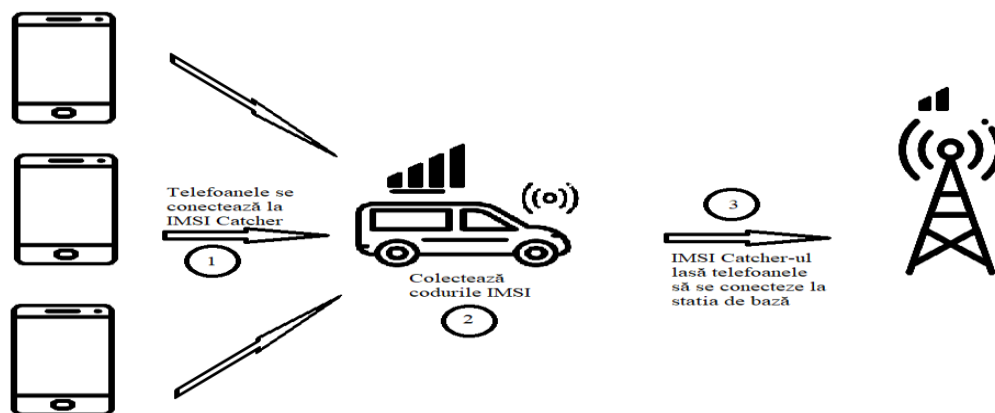 Telefoanele se
conectează la
IMSI Catcher
1
Colectează
codurile IMSI
2
3
IMSI Catcher-ul
lasă telefoanele
să se conecteze la
statia de bază